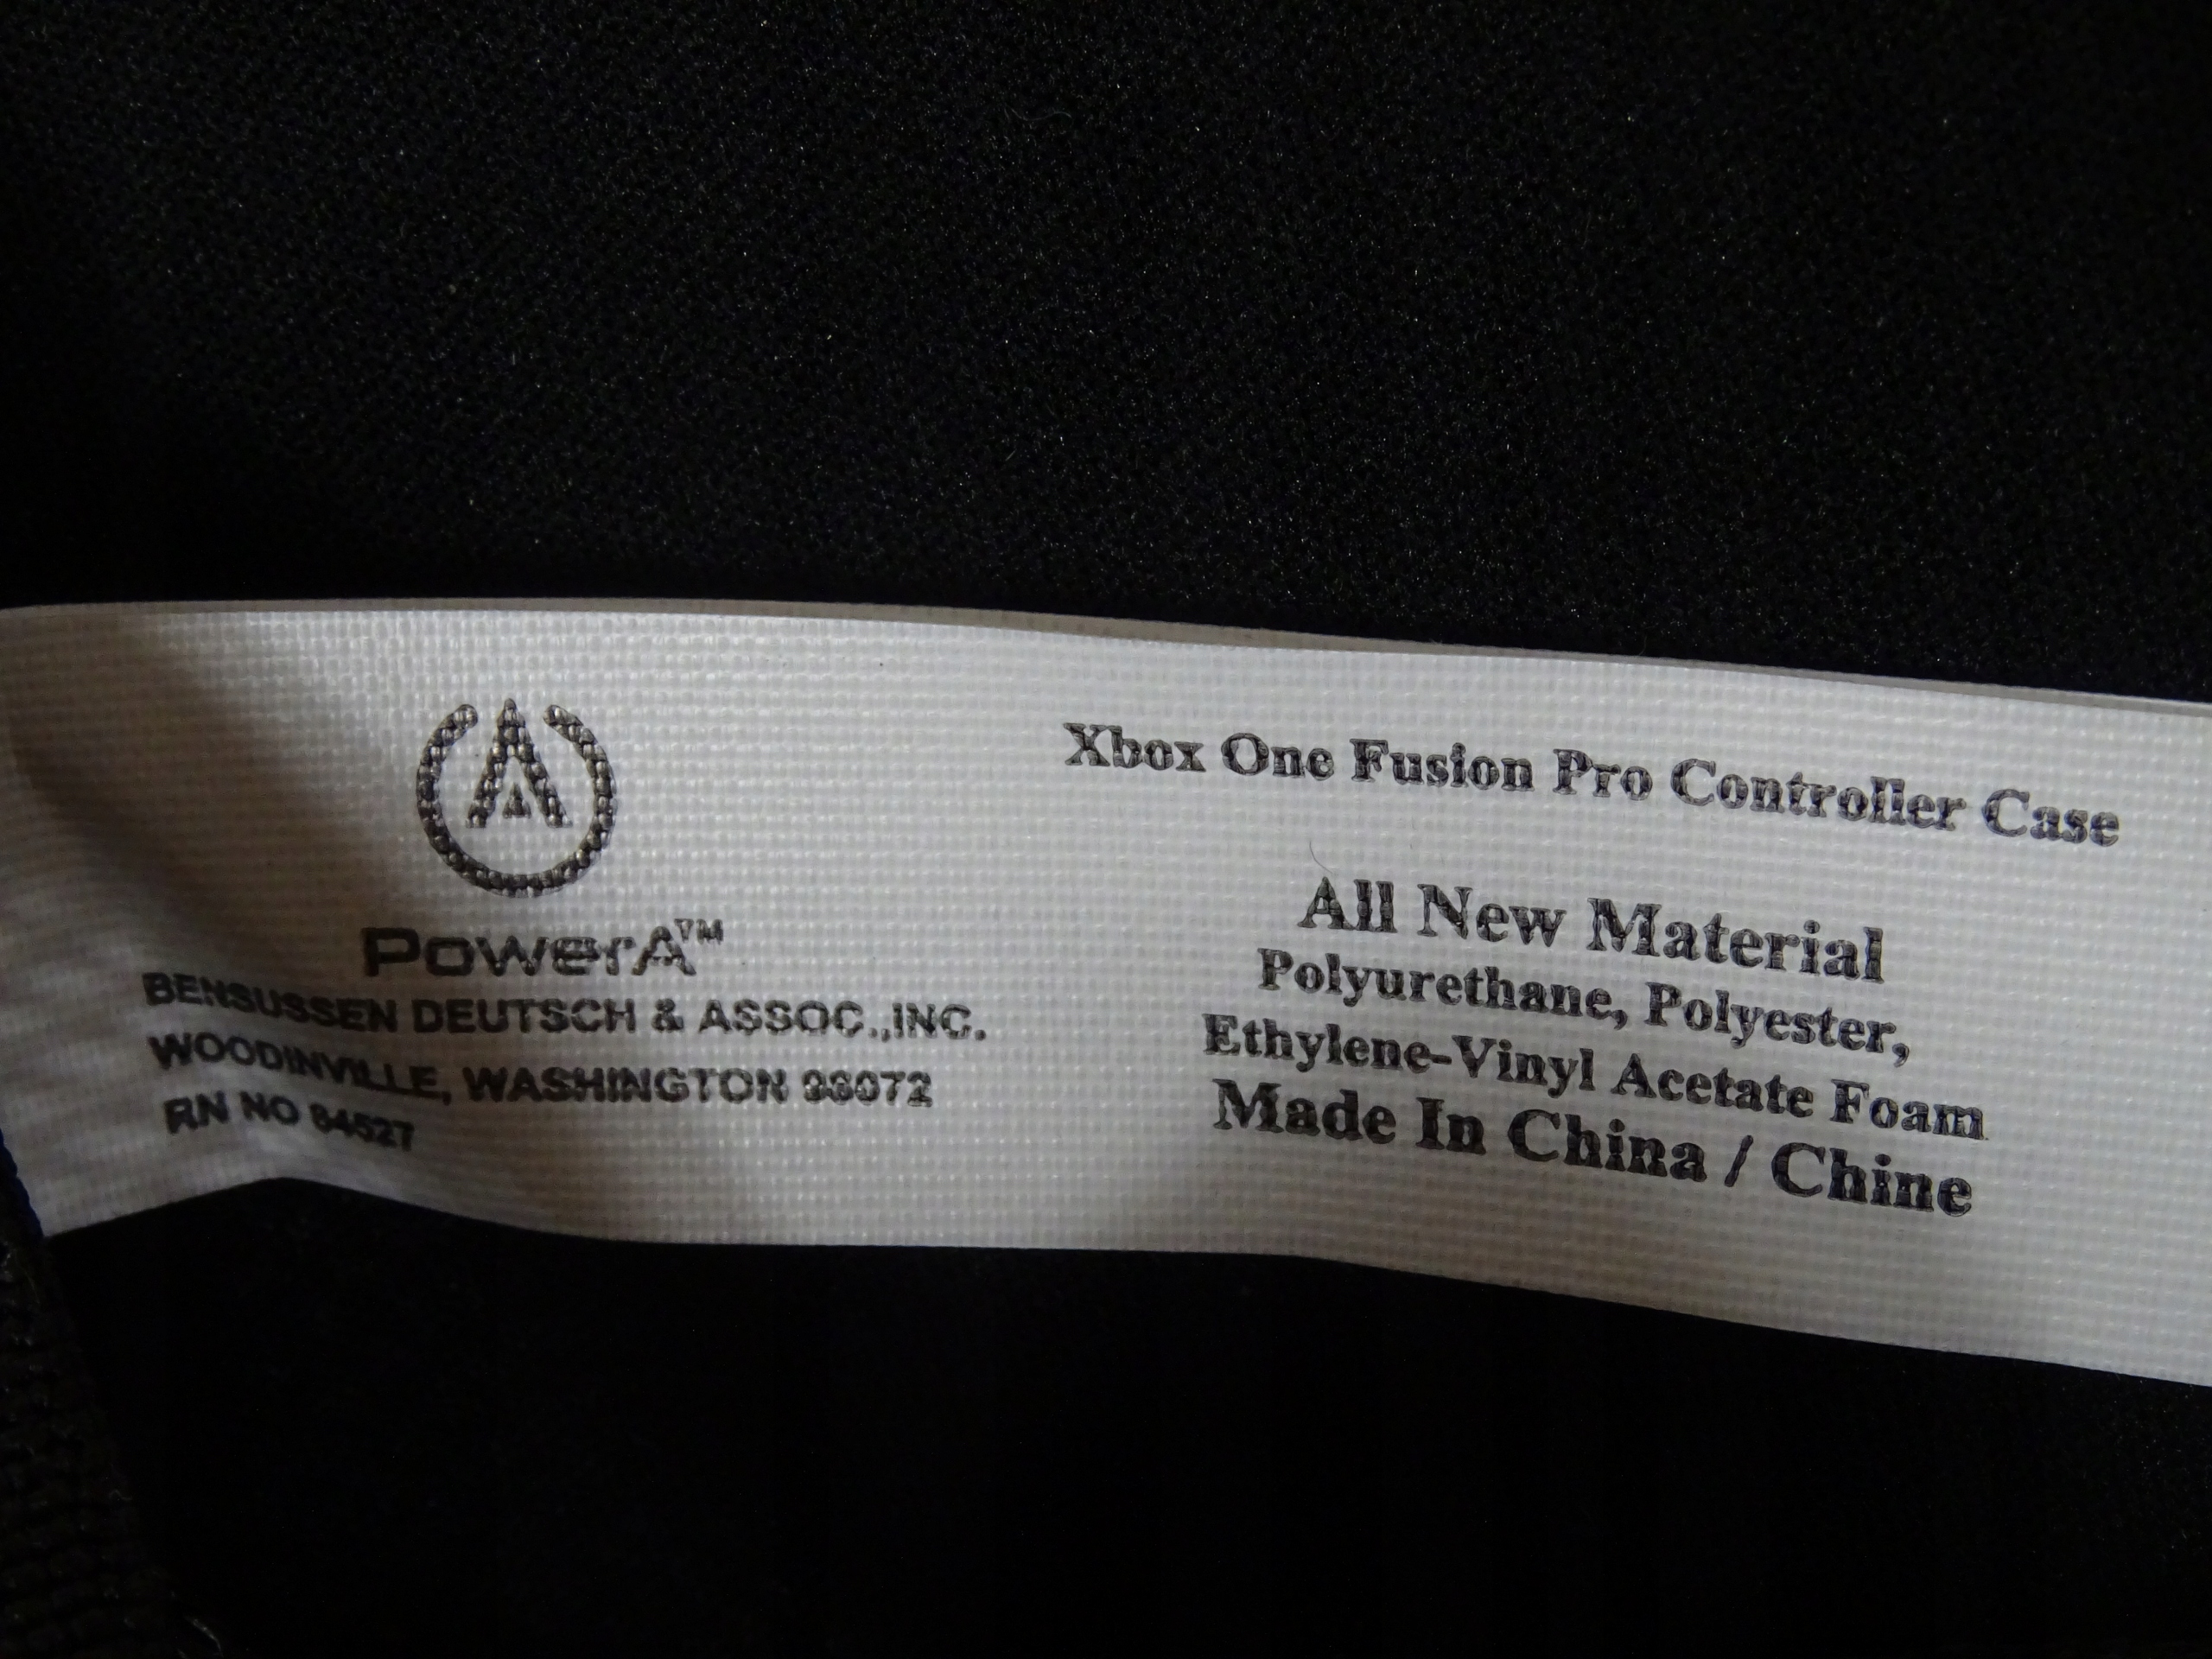 PowerA™
BENSUSSEN DEUTSCH & ASSOC.,INC.
WOODINVILLE, WASHINGTON 98072
RN NO 84527
Xbox One Fusion Pro Controller Case
All New Material
Polyurethane, Polyester,
Ethylene-Vinyl Acetate Foam
Made In China / Chine